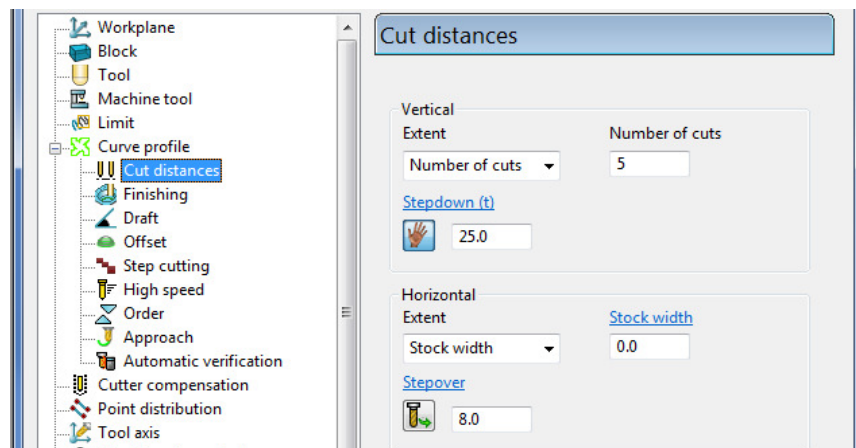 Workplane
Block
Tool
Machine tool
Limit
Curve profile
Cut distances
Finishing
Draft
Offset
Step cutting
High speed
Order
Approach
Automatic verification
Cutter compensation
Point distribution
Tool axis
Cut distances
Vertical
Extent Number of cuts
Number of cuts 5
Stepdown (t)
25.0
Horizontal
Extent Stock width
Stock width 0.0
Stepover
8.0